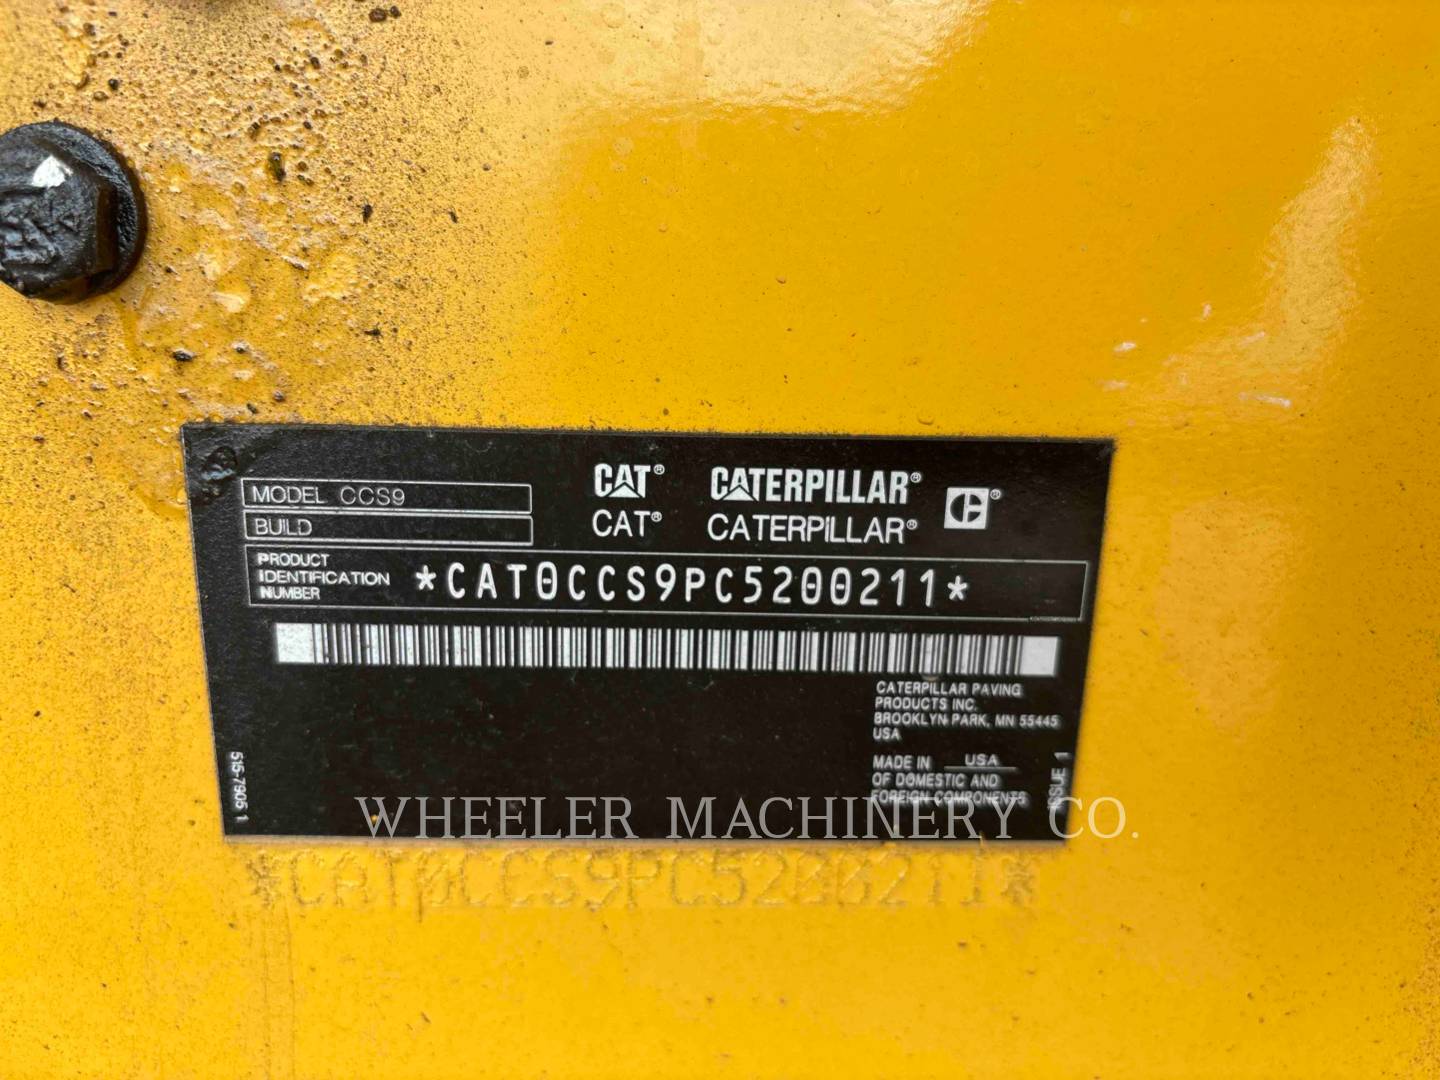 MODEL CCS9
BUILD
CAT® CATERPILLAR®
CAT® CATERPILLAR®
PRODUCT
IDENTIFICATION
NUMBER
*CAT0CCS9PC5200211*
CATERPILLAR PAVING
PRODUCTS INC.
BROOKLYN PARK, MN 55445
USA
MADE IN USA
OF DOMESTIC AND
FOREIGN COMPONENTS
515-7905 1
ISSUE 1
WHEELER MACHINERY CO.
*CAT0CCS9PC5200211*